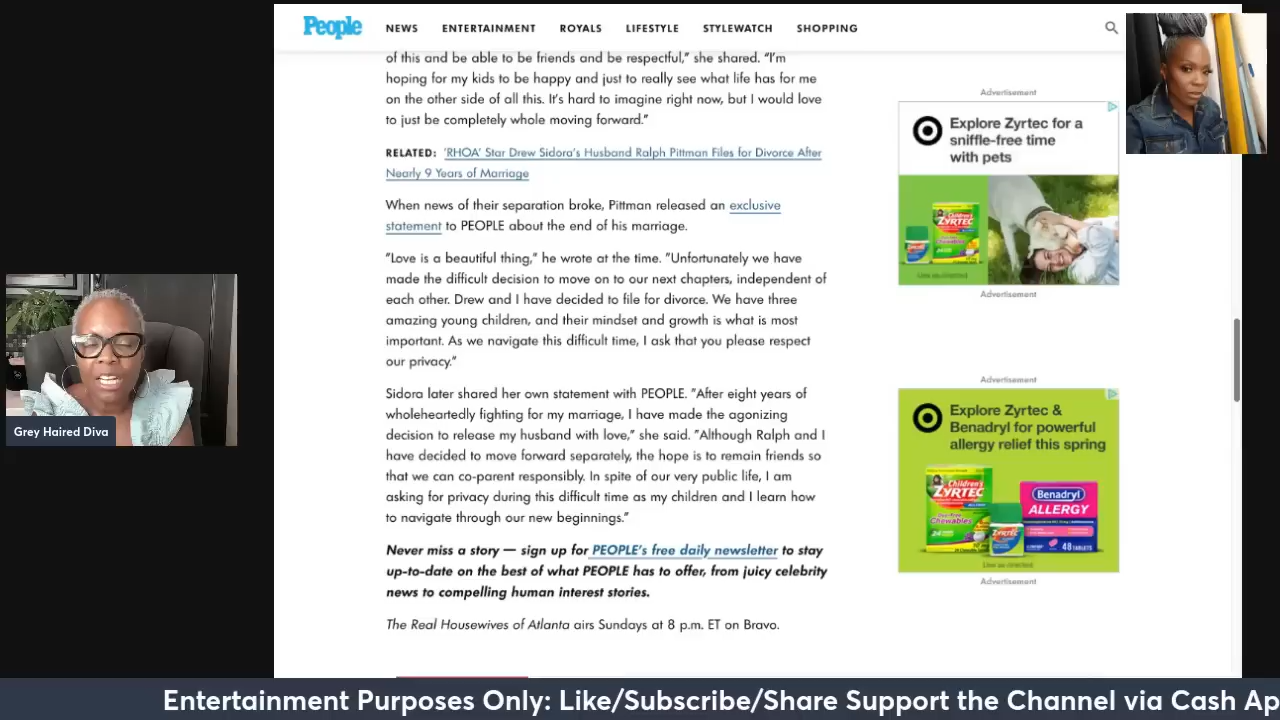 People
NEWS ENTERTAINMENT ROYALS LIFESTYLE STYLEWATCH SHOPPING
of this and be able to be friends and be respectful,” she shared. “I’m
hoping for my kids to be happy and just to really see what life has for me
on the other side of all this. It’s hard to imagine right now, but I would love
to just be completely whole moving forward.”
RELATED: ‘RHOA’ Star Drew Sidora’s Husband Ralph Pittman Files for Divorce After
Nearly 9 Years of Marriage
When news of their separation broke, Pittman released an exclusive
statement to PEOPLE about the end of his marriage.
“Love is a beautiful thing,” he wrote at the time. “Unfortunately we have
made the difficult decision to move on to our next chapters, independent of
each other. Drew and I have decided to file for divorce. We have three
amazing young children, and their mindset and growth is what is most
important. As we navigate this difficult time, I ask that you please respect
our privacy.”
Sidora later shared her own statement with PEOPLE. “After eight years of
wholeheartedly fighting for my marriage, I have made the agonizing
decision to release my husband with love,” she said. “Although Ralph and I
have decided to move forward separately, the hope is to remain friends so
that we can co-parent responsibly. In spite of our very public life, I am
asking for privacy during this difficult time as my children and I learn how
to navigate through our new beginnings.”
Never miss a story — sign up for PEOPLE’s free daily newsletter to stay
up-to-date on the best of what PEOPLE has to offer, from juicy celebrity
news to compelling human interest stories.
The Real Housewives of Atlanta airs Sundays at 8 p.m. ET on Bravo.
Advertisement
Explore Zyrtec for a
sniffle-free time
with pets
Children’s
ZYRTEC
Use as directed
Advertisement
Advertisement
Explore Zyrtec &
Benadryl for powerful
allergy relief this spring
Children’s
ZYRTEC
Chewables
24
Benadryl
ALLERGY
48 TABLETS
Use as directed
Advertisement
Grey Haired Diva
Entertainment Purposes Only: Like/Subscribe/Share Support the Channel via Cash Ap